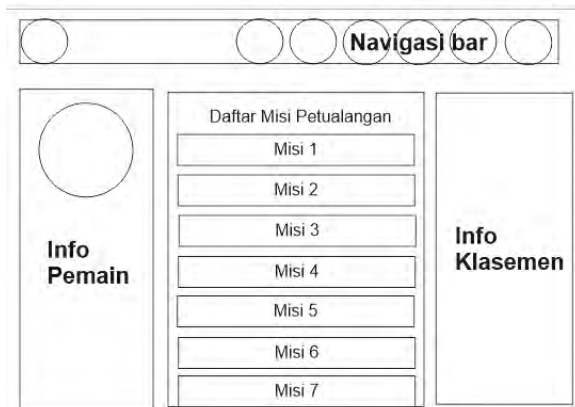 Navigasi bar
Info
Pemain
Daftar Misi Petualangan
Misi 1
Misi 2
Misi 3
Misi 4
Misi 5
Misi 6
Misi 7
Info
Klasemen